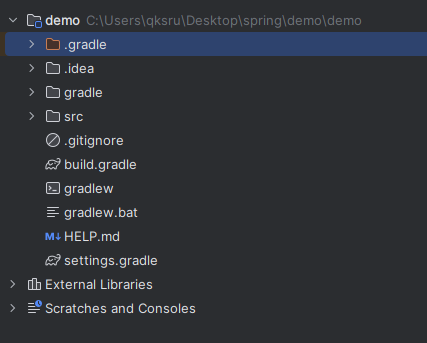 demo C:\Users\qksru\Desktop\spring\demo\demo
.gradle
.idea
gradle
src
.gitignore
build.gradle
gradlew
gradlew.bat
M↓ HELP.md
settings.gradle
External Libraries
Scratches and Consoles